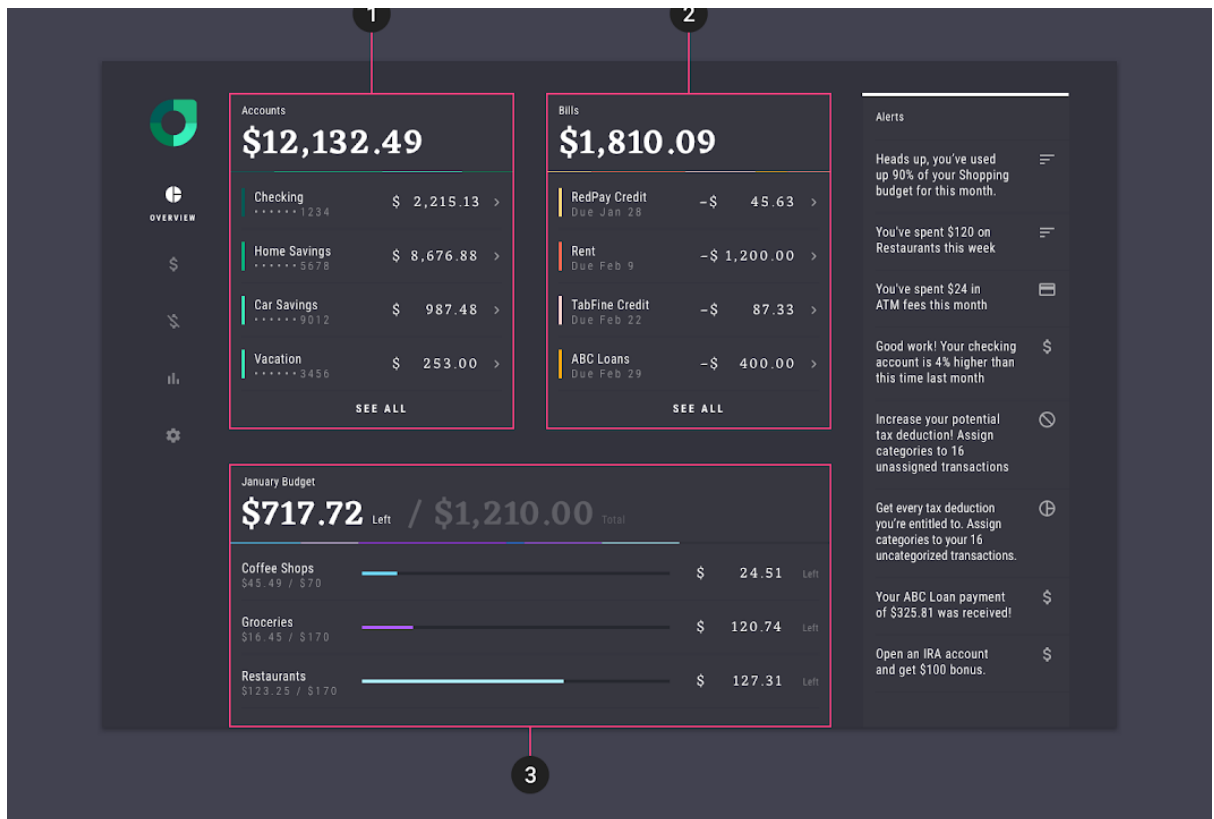 1
2
Accounts
$12,132.49
Checking $ 2,215.13
••••••1234
Home Savings $ 8,676.88
••••••5678
Car Savings $ 987.48
••••••9012
Vacation $ 253.00
••••••3456
SEE ALL
Bills
$1,810.09
RedPay Credit -$ 45.63
Due Jan 28
Rent -$ 1,200.00
Due Feb 9
TabFine Credit -$ 87.33
Due Feb 22
ABC Loans -$ 400.00
Due Feb 29
SEE ALL
Alerts
Heads up, you've used
up 90% of your Shopping
budget for this month.
You've spent $120 on
Restaurants this week
You've spent $24 in
ATM fees this month
Good work! Your checking
account is 4% higher than
this time last month
Increase your potential
tax deduction! Assign
categories to 16
unassigned transactions
Get every tax deduction
you're entitled to. Assign
categories to your 16
uncategorized transactions.
Your ABC Loan payment
of $325.81 was received!
Open an IRA account
and get $100 bonus.
OVERVIEW
January Budget
$717.72 Left / $1,210.00 Total
Coffee Shops $ 24.51 Left
$45.49 / $70
Groceries $ 120.74 Left
$16.45 / $170
Restaurants $ 127.31 Left
$123.25 / $170
3